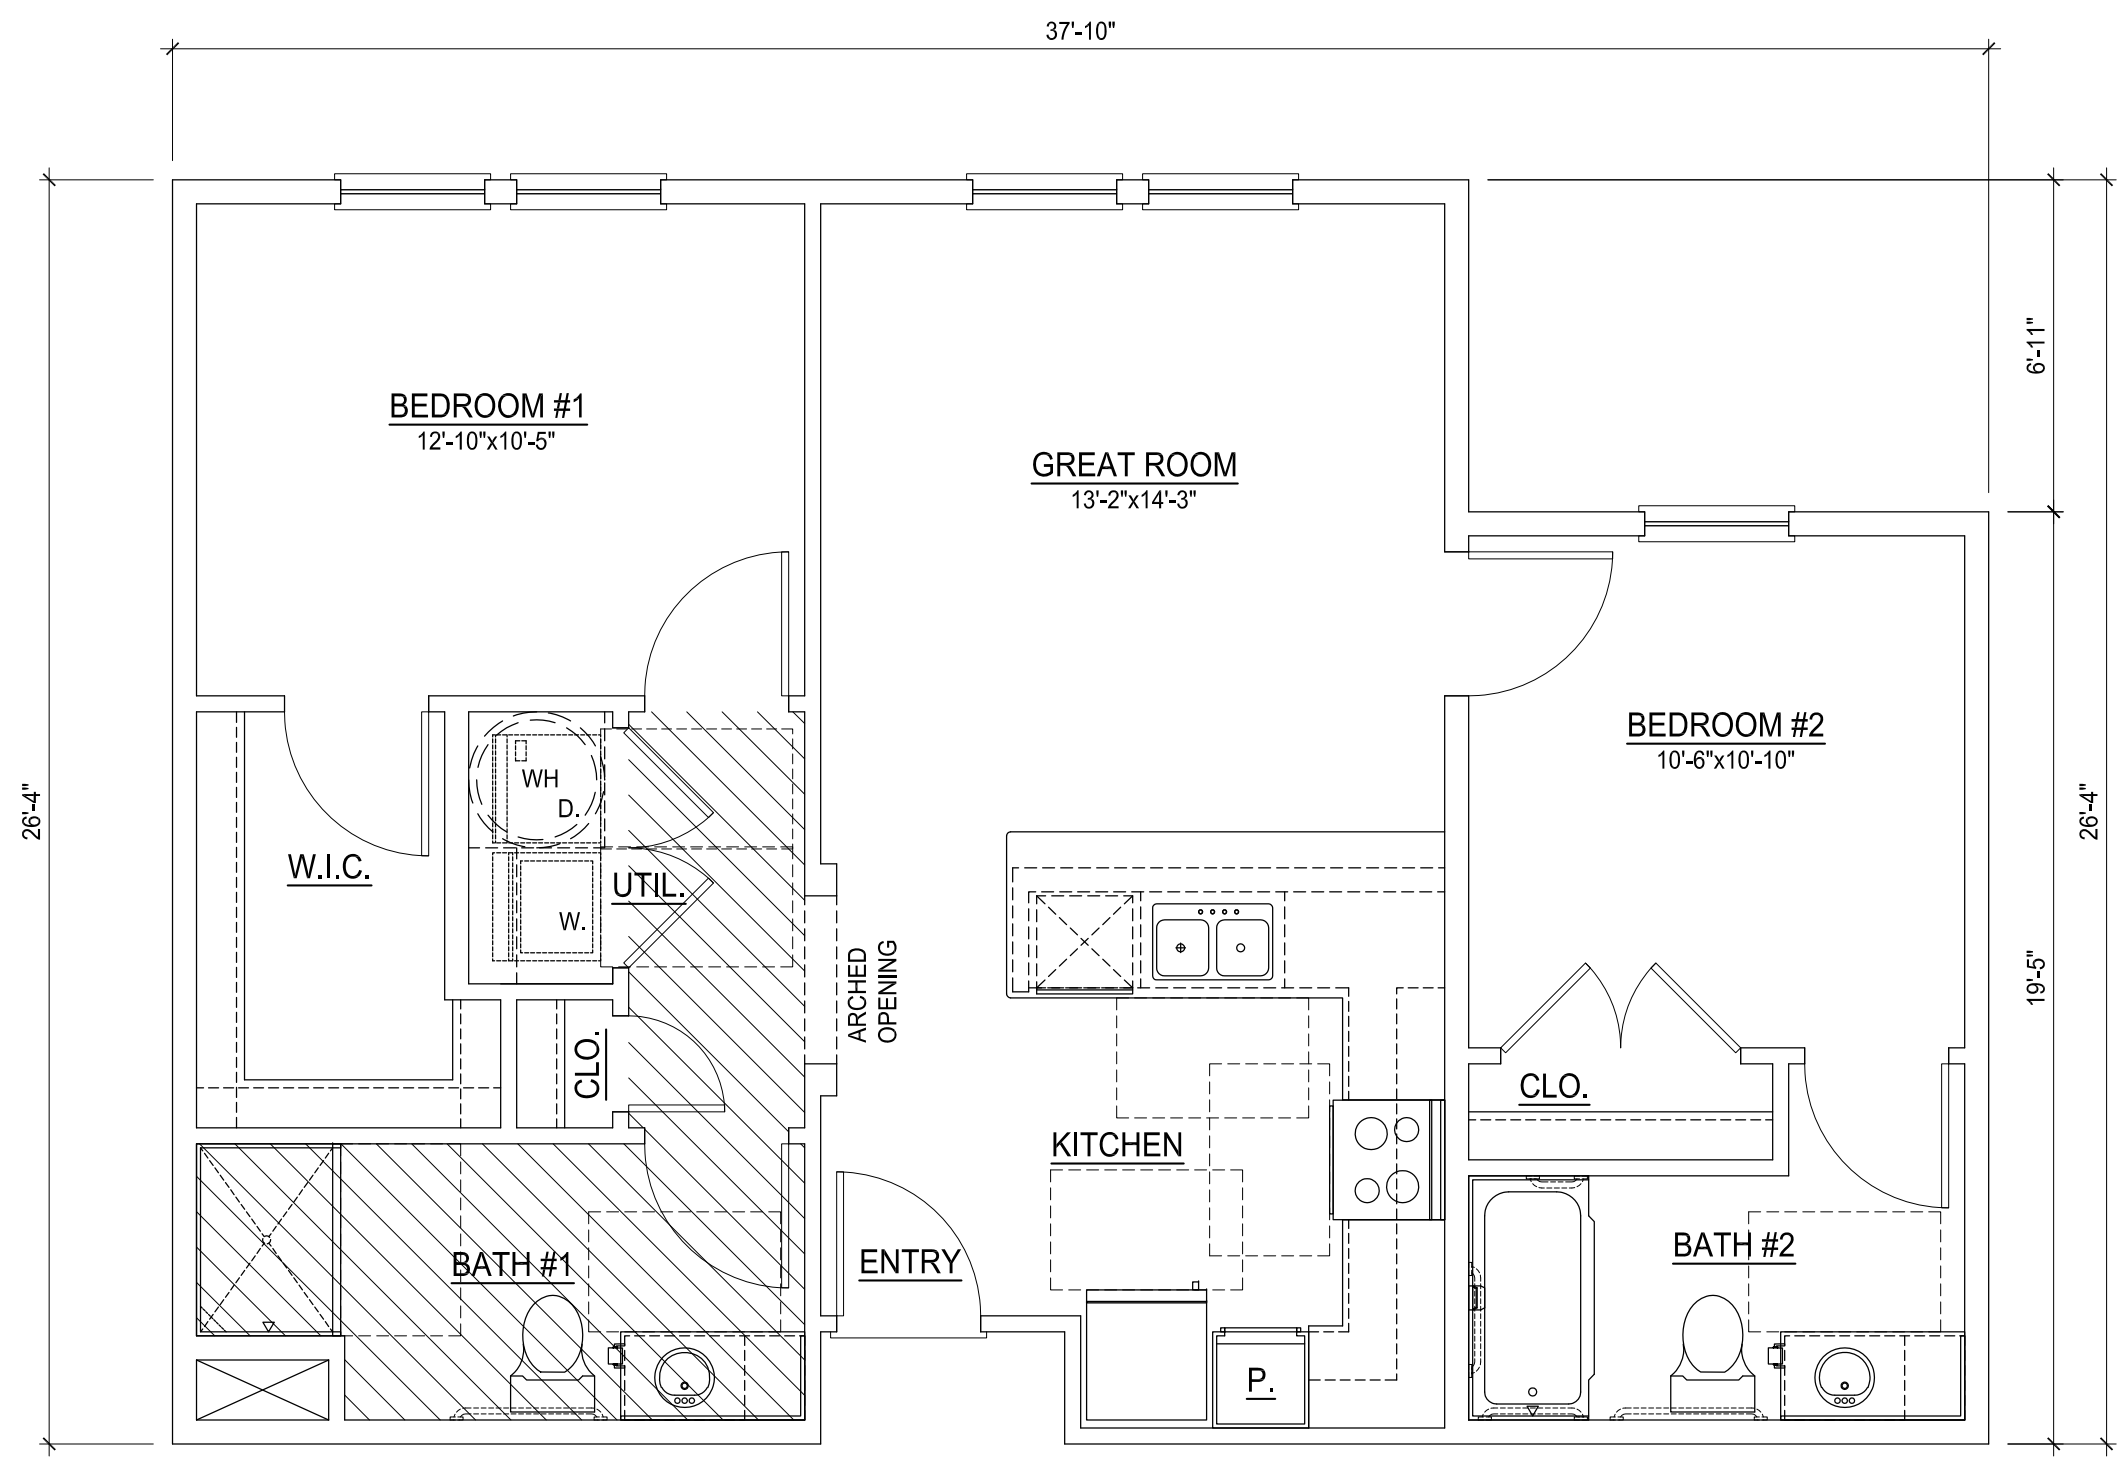 37'-10"
6'-11"
BEDROOM #1
12'-10"x10'-5"
GREAT ROOM
13'-2"x14'-3"
BEDROOM #2
10'-6"x10'-10"
26'-4"
26'-4"
WH
D.
W.I.C.
UTIL.
W.
ARCHED
OPENING
19'-5"
CLO.
CLO.
KITCHEN
BATH #1
ENTRY
BATH #2
P.